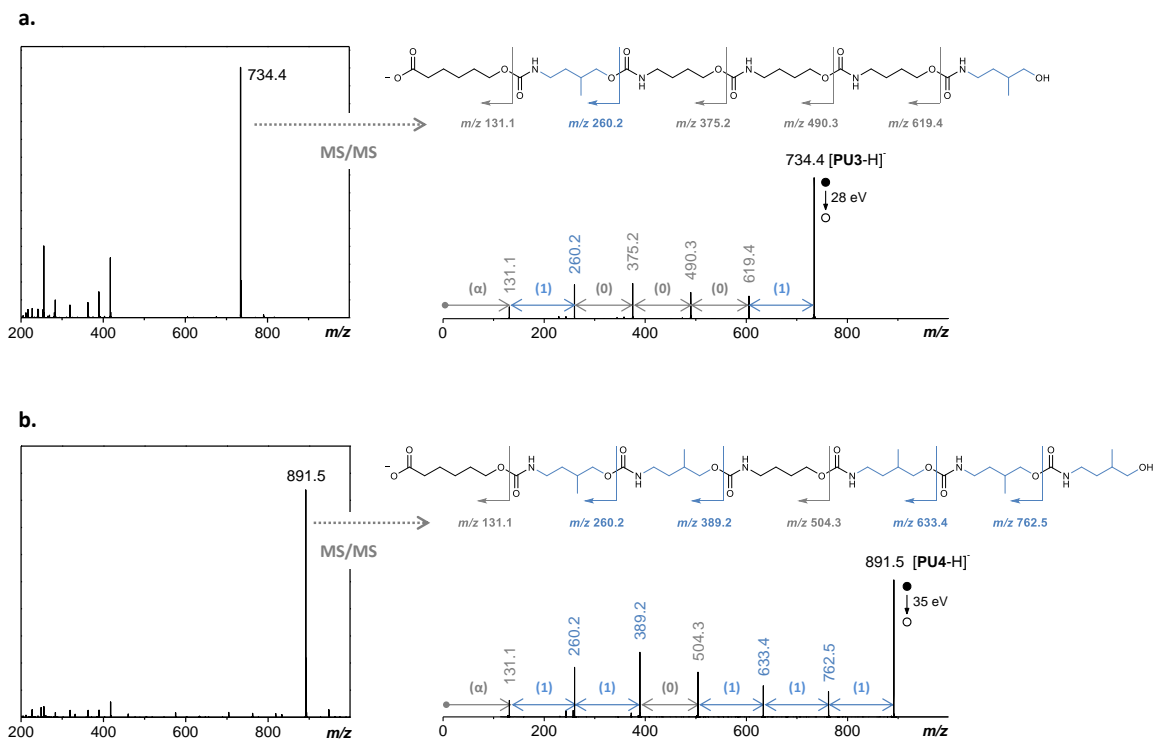 a.
734.4
MS/MS
200 400 600 800 m/z
− O O O H N O O O N H O O H N O O O N H O O H N OH
m/z 131.1 m/z 260.2 m/z 375.2 m/z 490.3 m/z 619.4
734.4 [PU3-H]-
28 eV
131.1 260.2 375.2 490.3 619.4
(α) (1) (0) (0) (0) (1)
0 200 400 600 800 m/z
b.
891.5
MS/MS
200 400 600 800 m/z
− O O O H N O O O N H O O H N O O O N H O O H N O O O N H OH
m/z 131.1 m/z 260.2 m/z 389.2 m/z 504.3 m/z 633.4 m/z 762.5
891.5 [PU4-H]-
35 eV
131.1 260.2 389.2 504.3 633.4 762.5
(α) (1) (1) (0) (1) (1) (1)
0 200 400 600 800 m/z